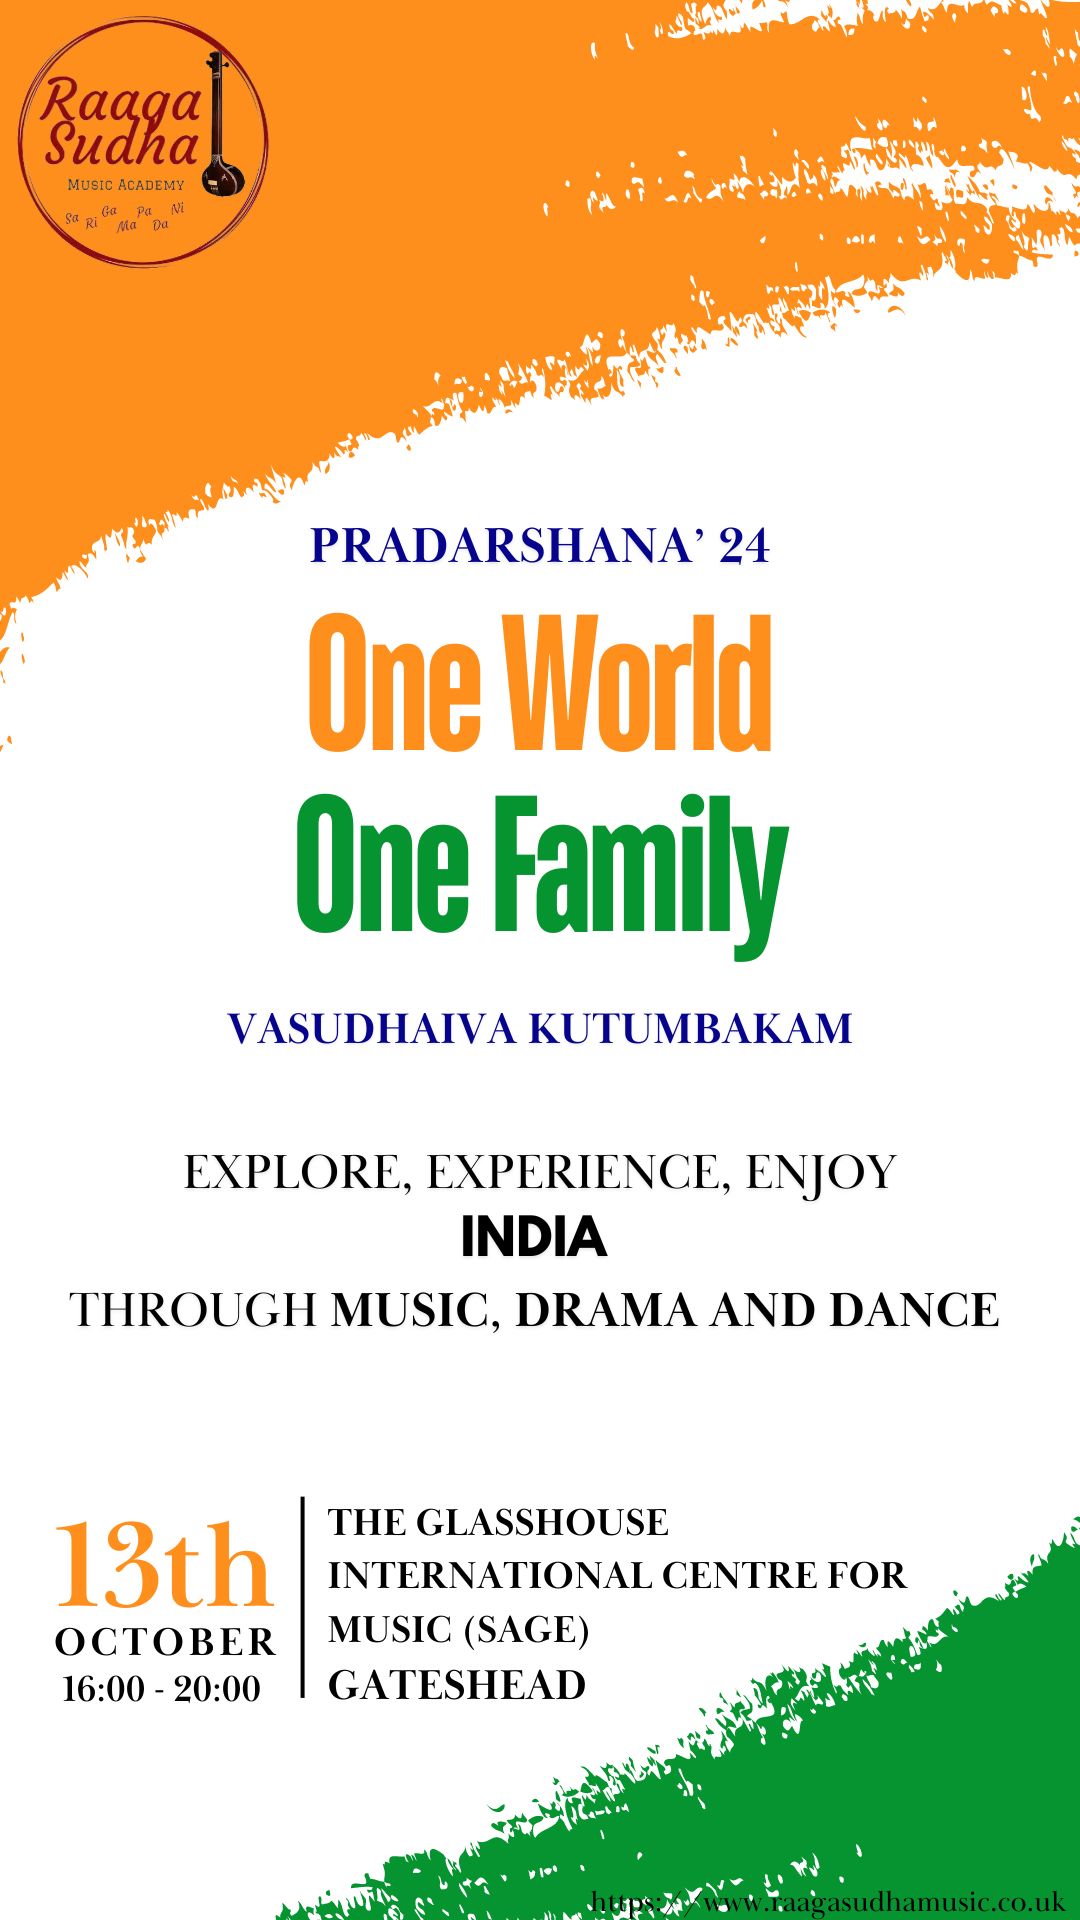 Raaga
Sudha
MUSIC ACADEMY
Sa Ri Ga Ma Pa Da Ni
PRADARSHANA’ 24
One World
One Family
VASUDHAIVA KUTUMBAKAM
EXPLORE, EXPERIENCE, ENJOY
INDIA
THROUGH MUSIC, DRAMA AND DANCE
13th
OCTOBER
16:00 - 20:00
THE GLASSHOUSE
INTERNATIONAL CENTRE FOR
MUSIC (SAGE)
GATESHEAD
https://www.raagasudhamusic.co.uk